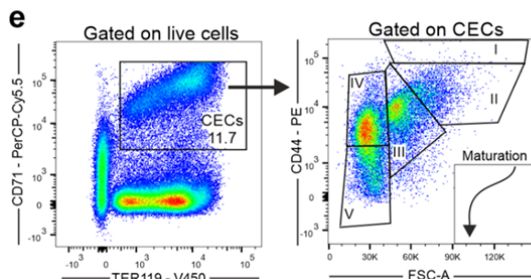 e
Gated on live cells
CD71 - PerCP-Cy5.5
10⁵
10⁴
10³
0
-10³
CECs
11.7
-10³ 0 10³ 10⁴ 10⁵
TER119 - V450
Gated on CECs
CD44 - PE
10⁵
10⁴
10³
0
-10³
I
II
III
IV
V
Maturation
0 30K 60K 90K 120K
FSC-A